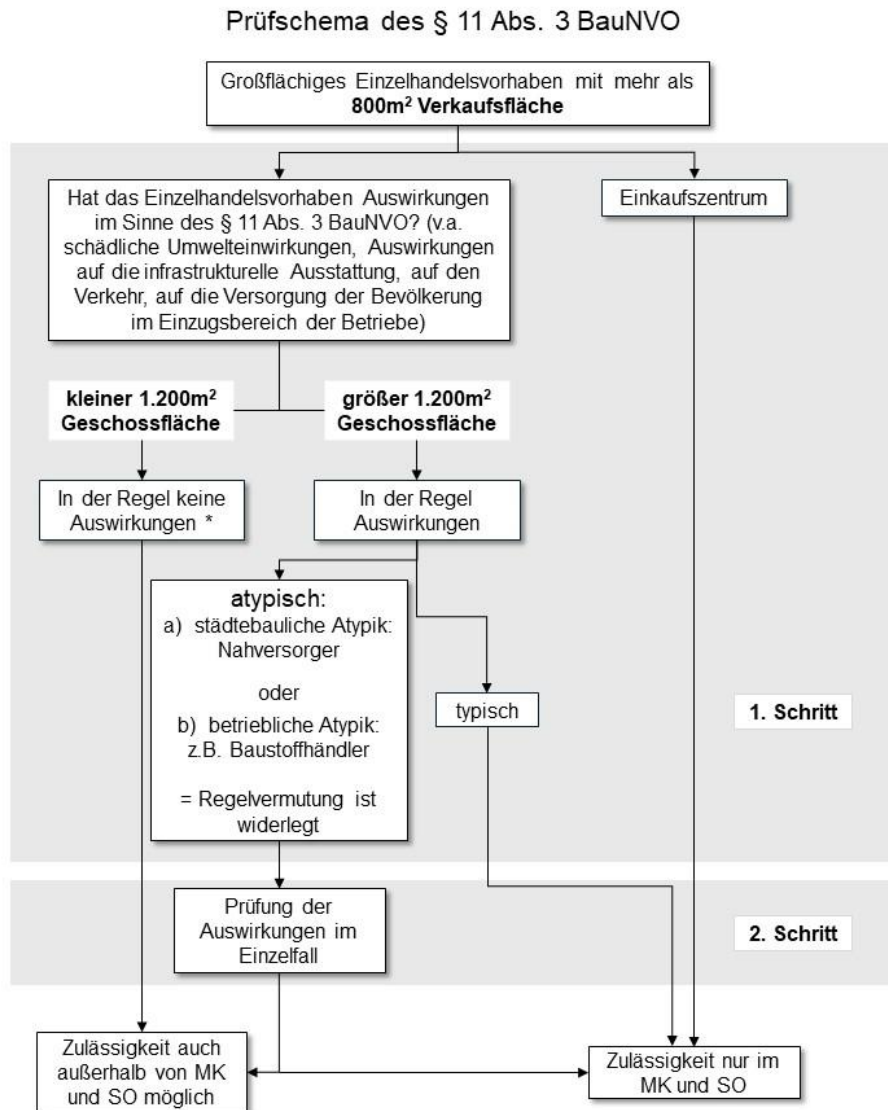 Prüfschema des § 11 Abs. 3 BauNVO
Großflächiges Einzelhandelsvorhaben mit mehr als
800m² Verkaufsfläche
Hat das Einzelhandelsvorhaben Auswirkungen
im Sinne des § 11 Abs. 3 BauNVO? (v.a.
schädliche Umwelteinwirkungen, Auswirkungen
auf die infrastrukturelle Ausstattung, auf den
Verkehr, auf die Versorgung der Bevölkerung
im Einzugsbereich der Betriebe)
Einkaufszentrum
kleiner 1.200m²
Geschossfläche
größer 1.200m²
Geschossfläche
In der Regel keine
Auswirkungen *
In der Regel
Auswirkungen
atypisch:
a) städtebauliche Atypik:
Nahversorger
oder
b) betriebliche Atypik:
z.B. Baustoffhändler
= Regelvermutung ist
widerlegt
typisch
1. Schritt
Prüfung der
Auswirkungen im
Einzelfall
2. Schritt
Zulässigkeit auch
außerhalb von MK
und SO möglich
Zulässigkeit nur im
MK und SO